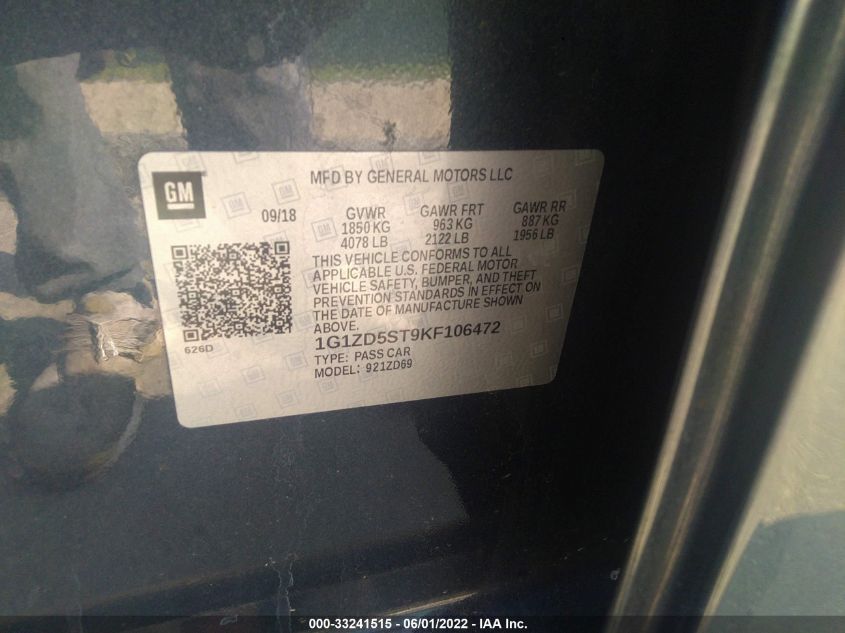 GM
MFD BY GENERAL MOTORS LLC
09/18 GVWR GAWR FRT GAWR RR
1850 KG 963 KG 887 KG
4078 LB 2122 LB 1956 LB
THIS VEHICLE CONFORMS TO ALL
APPLICABLE U.S. FEDERAL MOTOR
VEHICLE SAFETY, BUMPER, AND THEFT
PREVENTION STANDARDS IN EFFECT ON
THE DATE OF MANUFACTURE SHOWN
ABOVE.
626D
1G1ZD5ST9KF106472
TYPE: PASS CAR
MODEL: 921ZD69
000-33241515 - 06/01/2022 - IAA Inc.